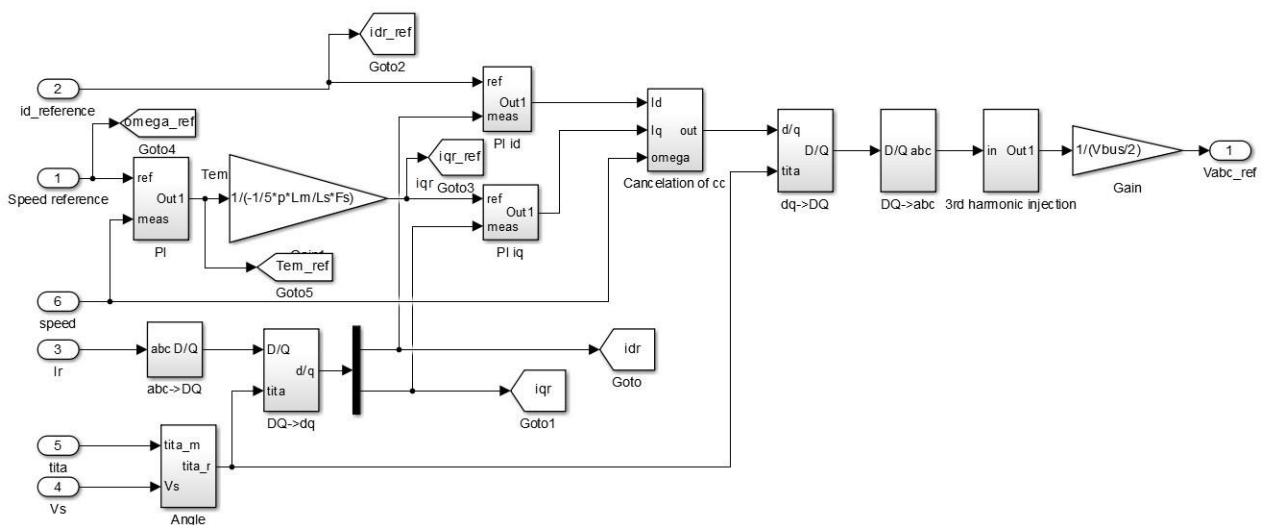 idr_ref
Goto2
2
id_reference
omega_ref
Goto4
1
Speed reference
ref
meas
Out1
PI
Tem
1/(-1/5*p*Lm/Ls*Fs)
iqr
iqr_ref
Goto3
Tem_ref
Goto5
ref
Out1
meas
PI id
ref
Out1
meas
PI iq
Id
Iq
out
omega
Cancelation of cc
d/q
D/Q
tita
dq->DQ
D/Q abc
DQ->abc
in Out1
3rd harmonic injection
1/(Vbus/2)
Gain
1
Vabc_ref
6
speed
3
Ir
abc D/Q
abc->DQ
D/Q
d/q
tita
DQ->dq
idr
Goto
iqr
Goto1
5
tita
4
Vs
tita_m
tita_r
Vs
Angle